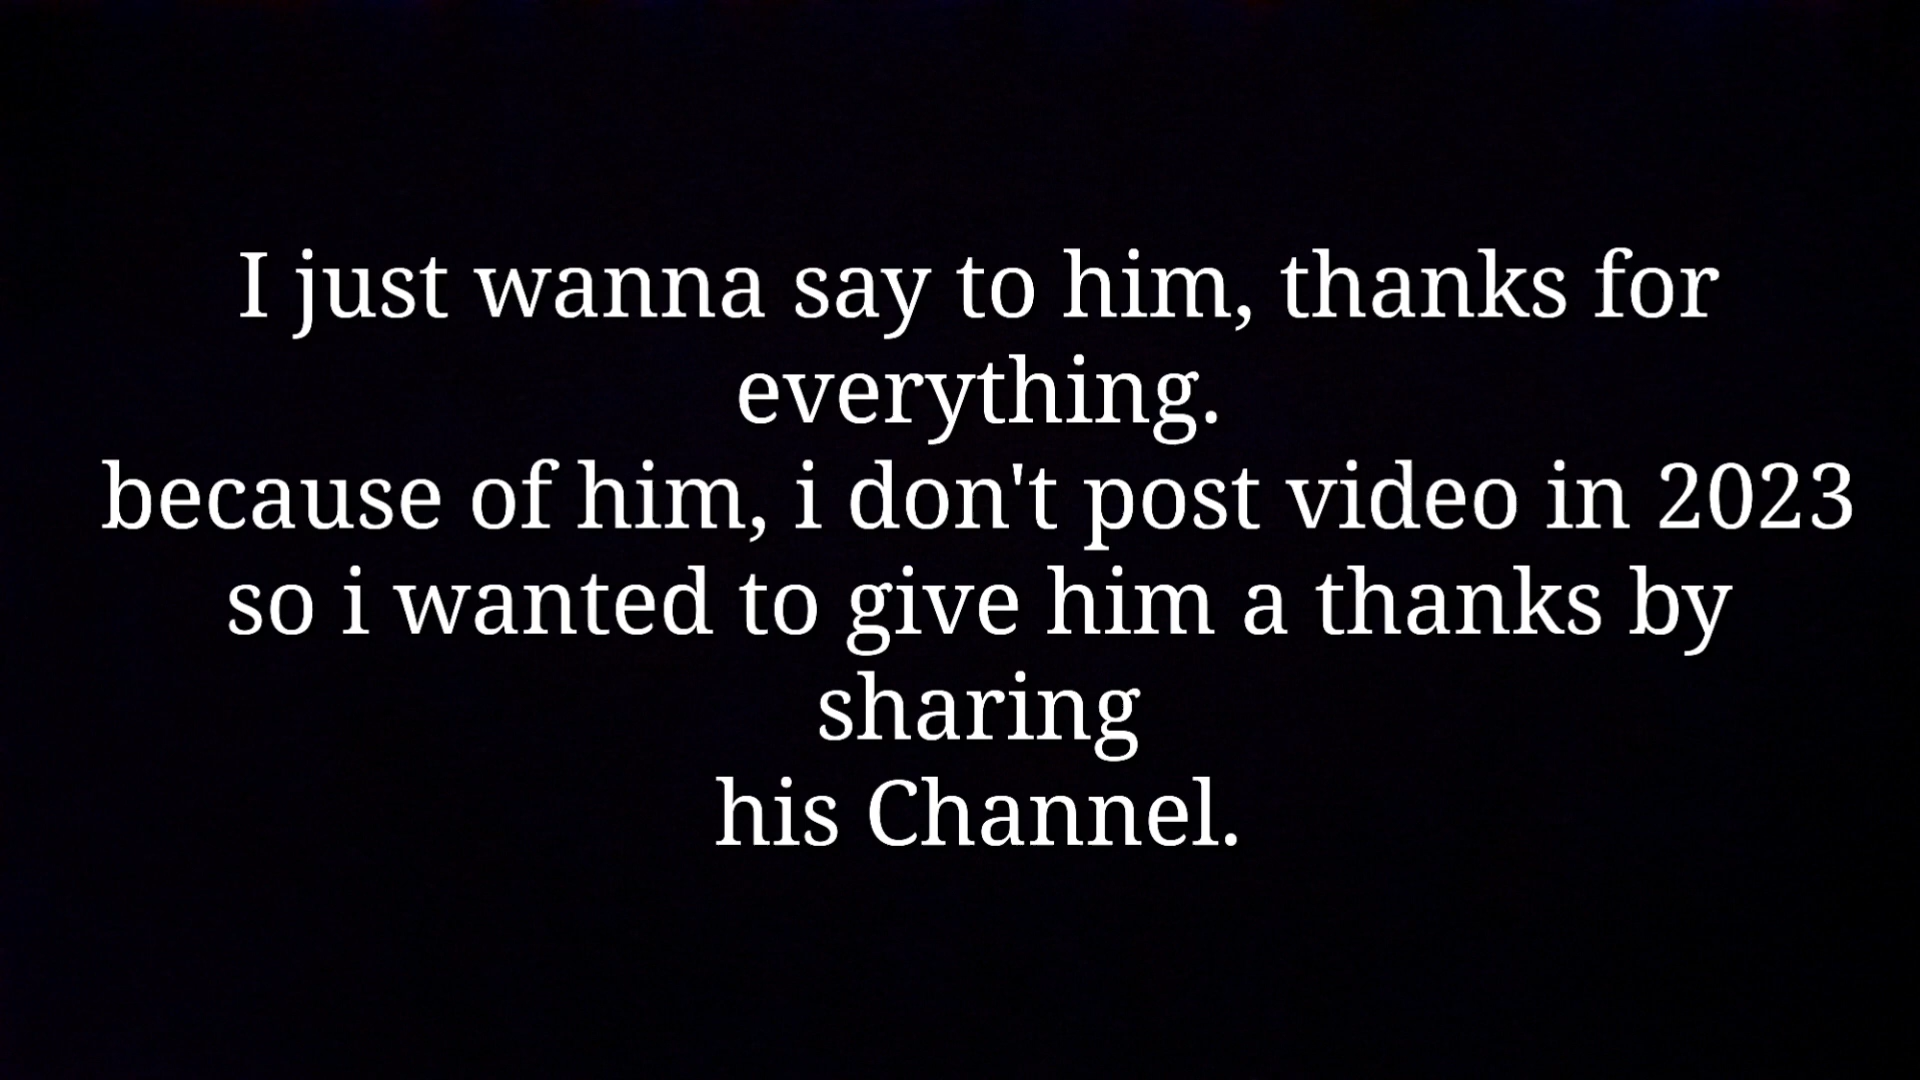 I just wanna say to him, thanks for
everything.
because of him, i don't post video in 2023
so i wanted to give him a thanks by
sharing
his Channel.